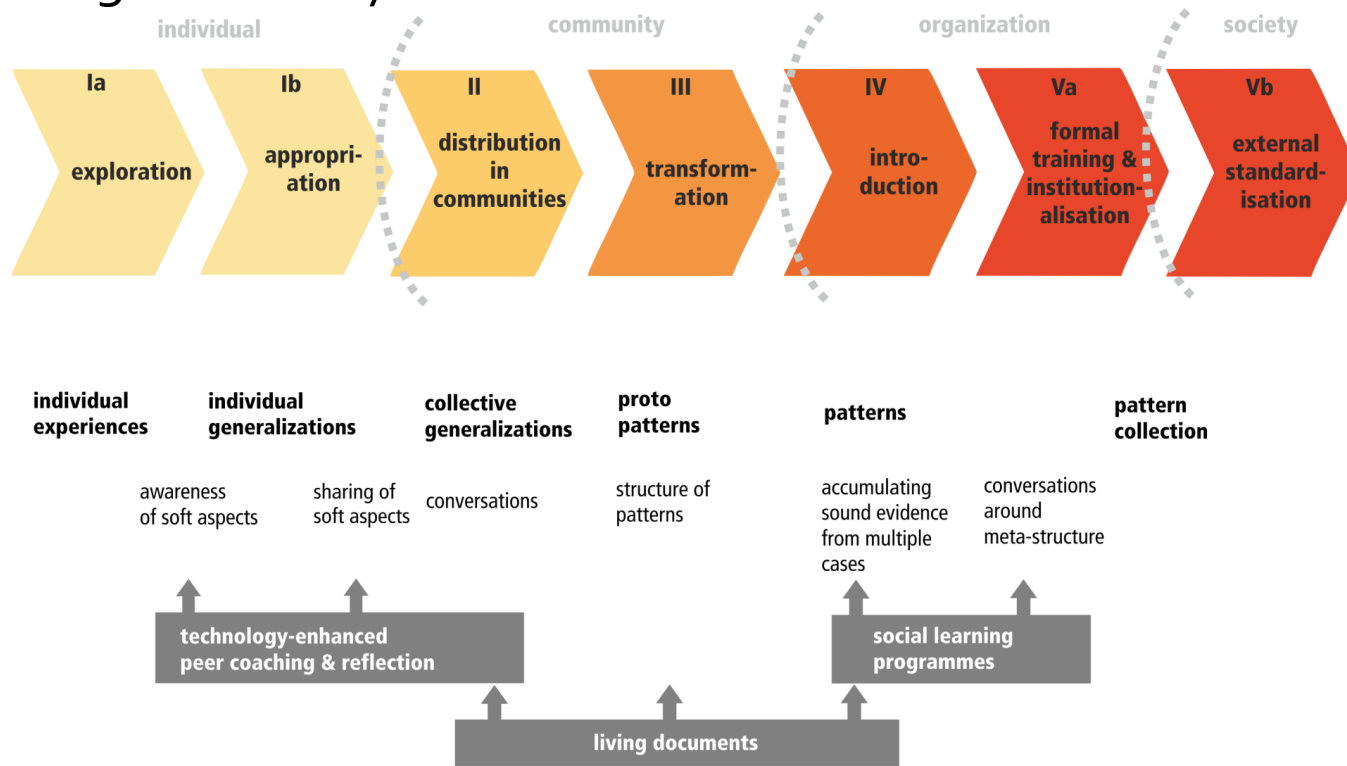 individual
community
organization
society
Ia
Ib
II
III
IV
Va
Vb
exploration
appropri-
ation
distribution
in
communities
transform-
ation
intro-
duction
formal
training &
institution-
alisation
external
standard-
isation
individual
experiences
individual
generalizations
collective
generalizations
proto
patterns
patterns
pattern
collection
awareness
of soft aspects
sharing of
soft aspects
conversations
structure of
patterns
accumulating
sound evidence
from multiple
cases
conversations
around
meta-structure
technology-enhanced
peer coaching & reflection
social learning
programmes
living documents